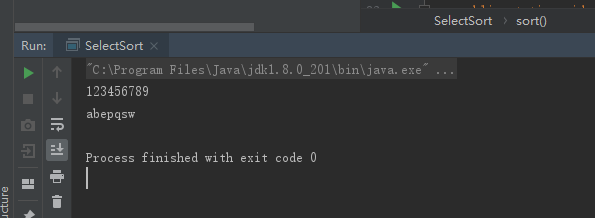 SelectSort › sort()
Run: SelectSort ×
"C:\Program Files\Java\jdk1.8.0_201\bin\java.exe" ...
123456789
abepqsw
Process finished with exit code 0
ructure